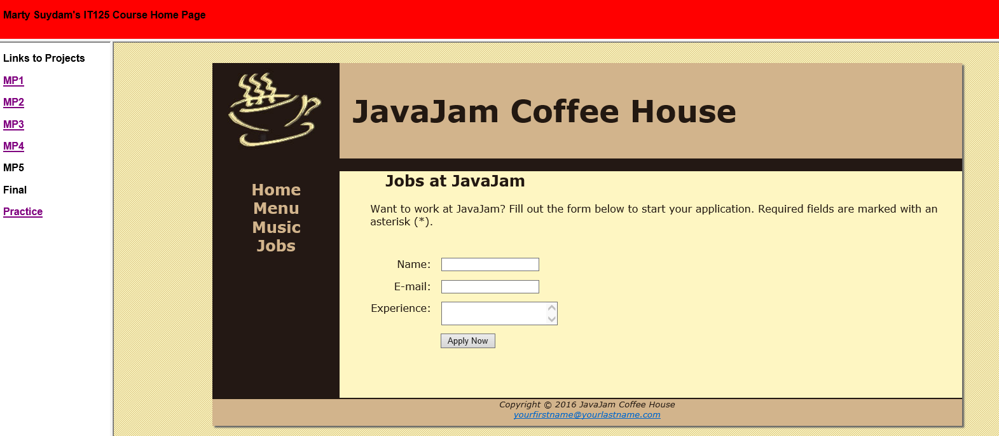 Marty Suydam's IT125 Course Home Page
Links to Projects
MP1
MP2
MP3
MP4
MP5
Final
Practice
JavaJam Coffee House
Home
Menu
Music
Jobs
Jobs at JavaJam
Want to work at JavaJam? Fill out the form below to start your application. Required fields are marked with an
asterisk (*).
Name:
E-mail:
Experience:
Apply Now
Copyright © 2016 JavaJam Coffee House
yourfirstname@yourlastname.com